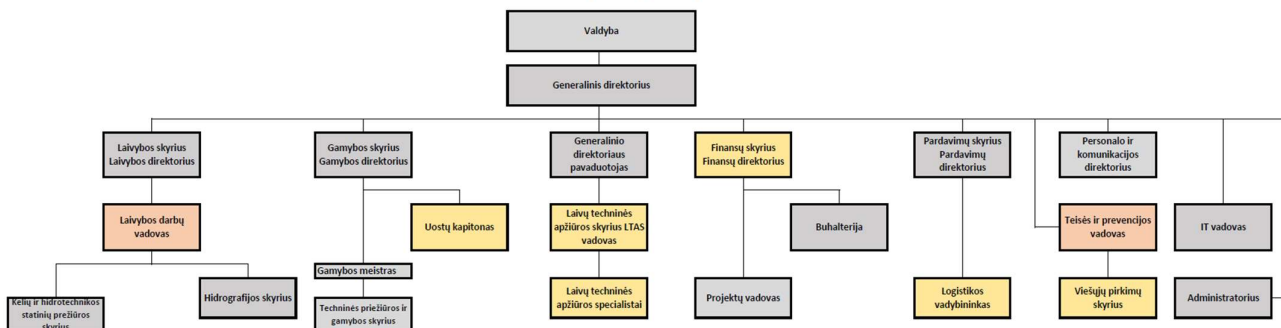 Valdyba
Generalinis direktorius
Laivybos skyrius
Laivybos direktorius
Gamybos skyrius
Gamybos direktorius
Generalinio
direktoriaus
pavaduotojas
Finansų skyrius
Finansų direktorius
Pardavimų skyrius
Pardavimų
direktorius
Personalo ir
komunikacijos
direktorius
Laivybos darbų
vadovas
Uostų kapitonas
Laivų techninės
apžiūros skyrius LTAS
vadovas
Buhalterija
Teisės ir prevencijos
vadovas
IT vadovas
Gamybos meistras
Kelių ir hidrotechnikos
statinių prežiūros
skyrius
Hidrografijos skyrius
Techninės priežiūros ir
gamybos skyrius
Laivų techninės
apžiūros specialistai
Projektų vadovas
Logistikos
vadybininkas
Viešųjų pirkimų
skyrius
Administratorius